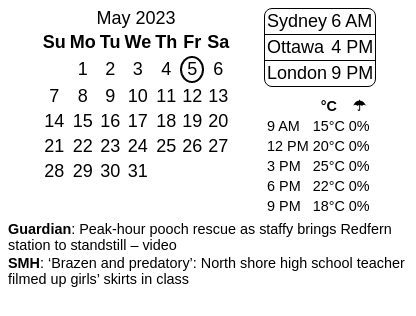 May 2023
Su Mo Tu We Th Fr Sa
1 2 3 4 5 6
7 8 9 10 11 12 13
14 15 16 17 18 19 20
21 22 23 24 25 26 27
28 29 30 31
Sydney 6 AM
Ottawa 4 PM
London 9 PM
°C ☂
9 AM 15°C 0%
12 PM 20°C 0%
3 PM 25°C 0%
6 PM 22°C 0%
9 PM 18°C 0%
Guardian: Peak-hour pooch rescue as staffy brings Redfern
station to standstill – video
SMH: ‘Brazen and predatory’: North shore high school teacher
filmed up girls’ skirts in class